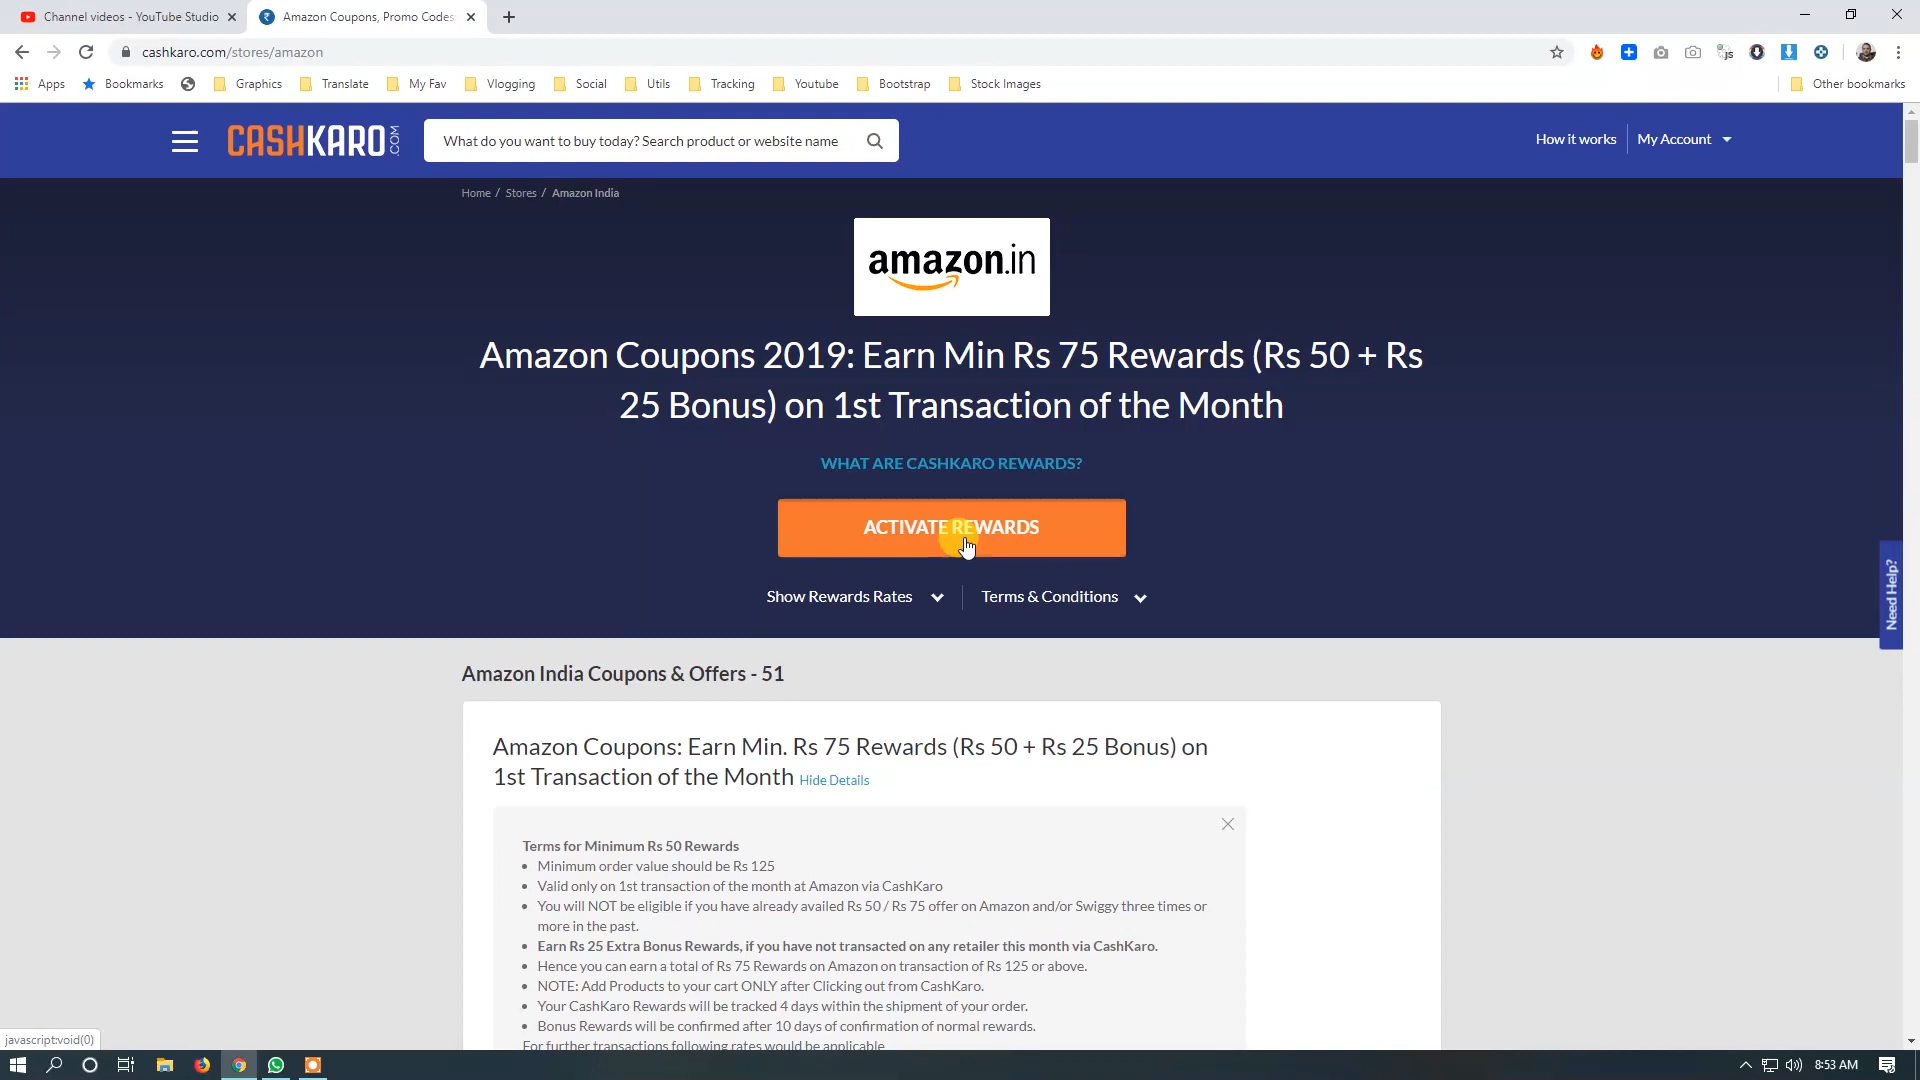 Channel videos - YouTube Studio
Amazon Coupons, Promo Codes
cashkaro.com/stores/amazon
Apps
Bookmarks
Graphics
Translate
My Fav
Vlogging
Social
Utils
Tracking
Youtube
Bootstrap
Stock Images
Other bookmarks
CASHKARO.COM
What do you want to buy today? Search product or website name
How it works
My Account
Home / Stores / Amazon India
amazon.in
Amazon Coupons 2019: Earn Min Rs 75 Rewards (Rs 50 + Rs
25 Bonus) on 1st Transaction of the Month
WHAT ARE CASHKARO REWARDS?
ACTIVATE REWARDS
Show Rewards Rates
Terms & Conditions
Need Help?
Amazon India Coupons & Offers - 51
Amazon Coupons: Earn Min. Rs 75 Rewards (Rs 50 + Rs 25 Bonus) on
1st Transaction of the Month Hide Details
Terms for Minimum Rs 50 Rewards
• Minimum order value should be Rs 125
• Valid only on 1st transaction of the month at Amazon via CashKaro
• You will NOT be eligible if you have already availed Rs 50 / Rs 75 offer on Amazon and/or Swiggy three times or
more in the past.
• Earn Rs 25 Extra Bonus Rewards, if you have not transacted on any retailer this month via CashKaro.
• Hence you can earn a total of Rs 75 Rewards on Amazon on transaction of Rs 125 or above.
• NOTE: Add Products to your cart ONLY after Clicking out from CashKaro.
• Your CashKaro Rewards will be tracked 4 days within the shipment of your order.
• Bonus Rewards will be confirmed after 10 days of confirmation of normal rewards.
For further transactions following rates would be applicable
javascript:void(0)
8:53 AM